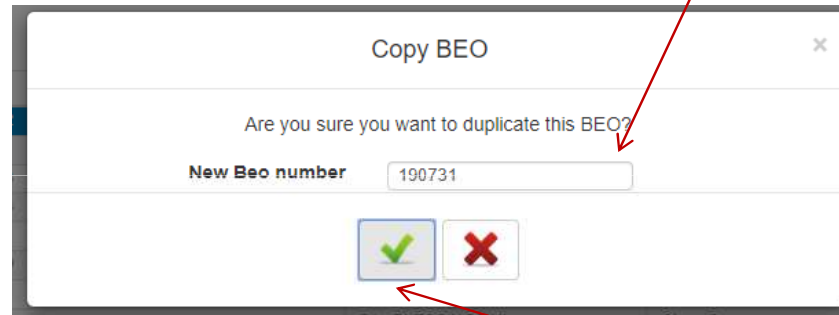 Copy BEO
×
Are you sure you want to duplicate this BEO?
New Beo number 190731